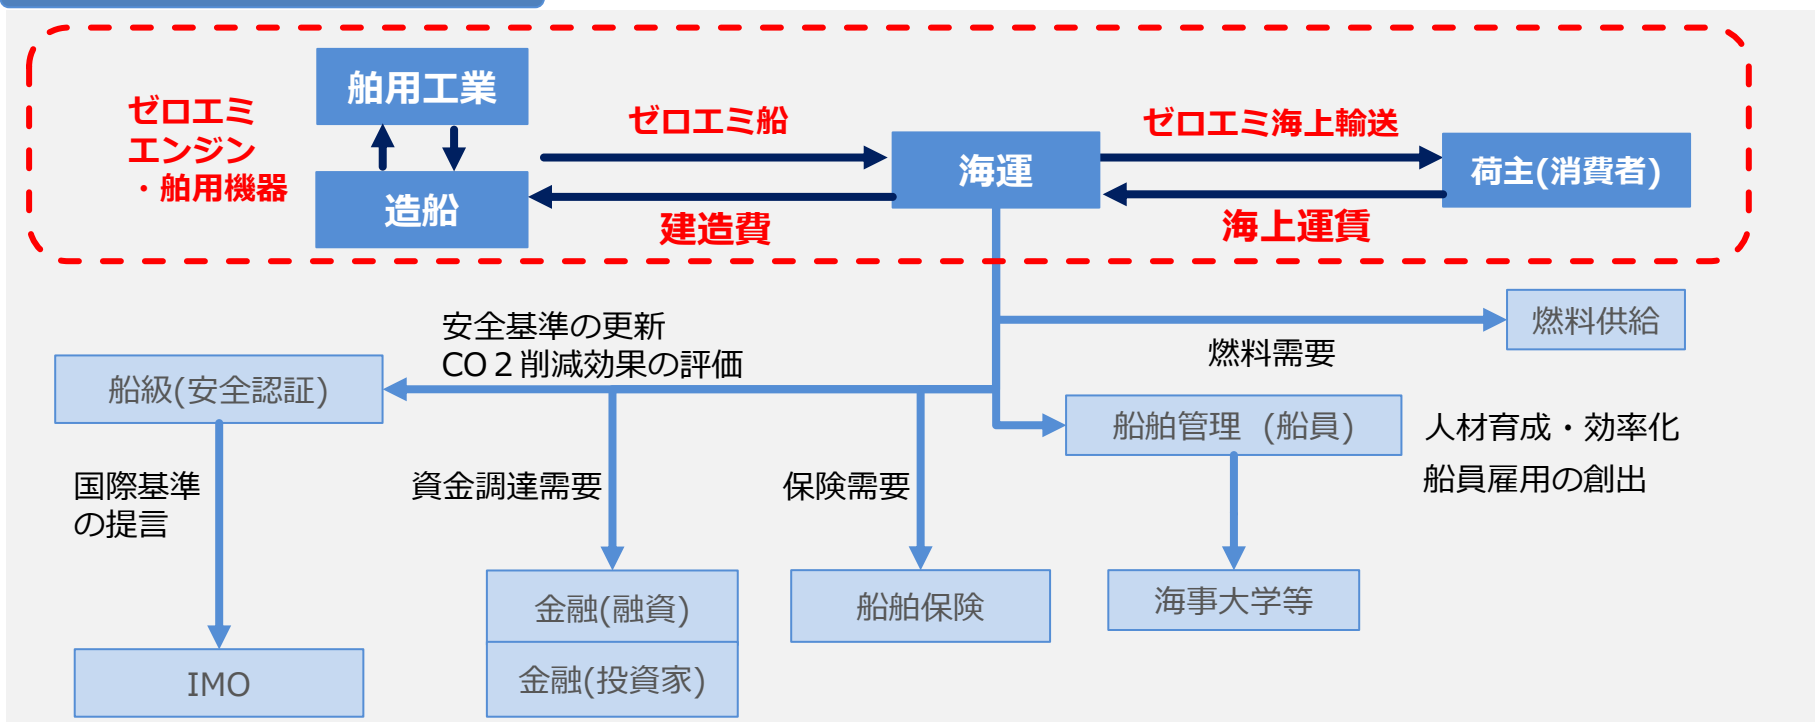 舶用工業
ゼロエミ
エンジン
・舶用機器
造船
ゼロエミ船
建造費
海運
ゼロエミ海上輸送
海上運賃
荷主(消費者)
燃料供給
燃料需要
安全基準の更新
CO２削減効果の評価
船級(安全認証)
船舶管理 (船員)
人材育成・効率化
船員雇用の創出
国際基準
の提言
資金調達需要
保険需要
金融(融資)
船舶保険
海事大学等
IMO
金融(投資家)